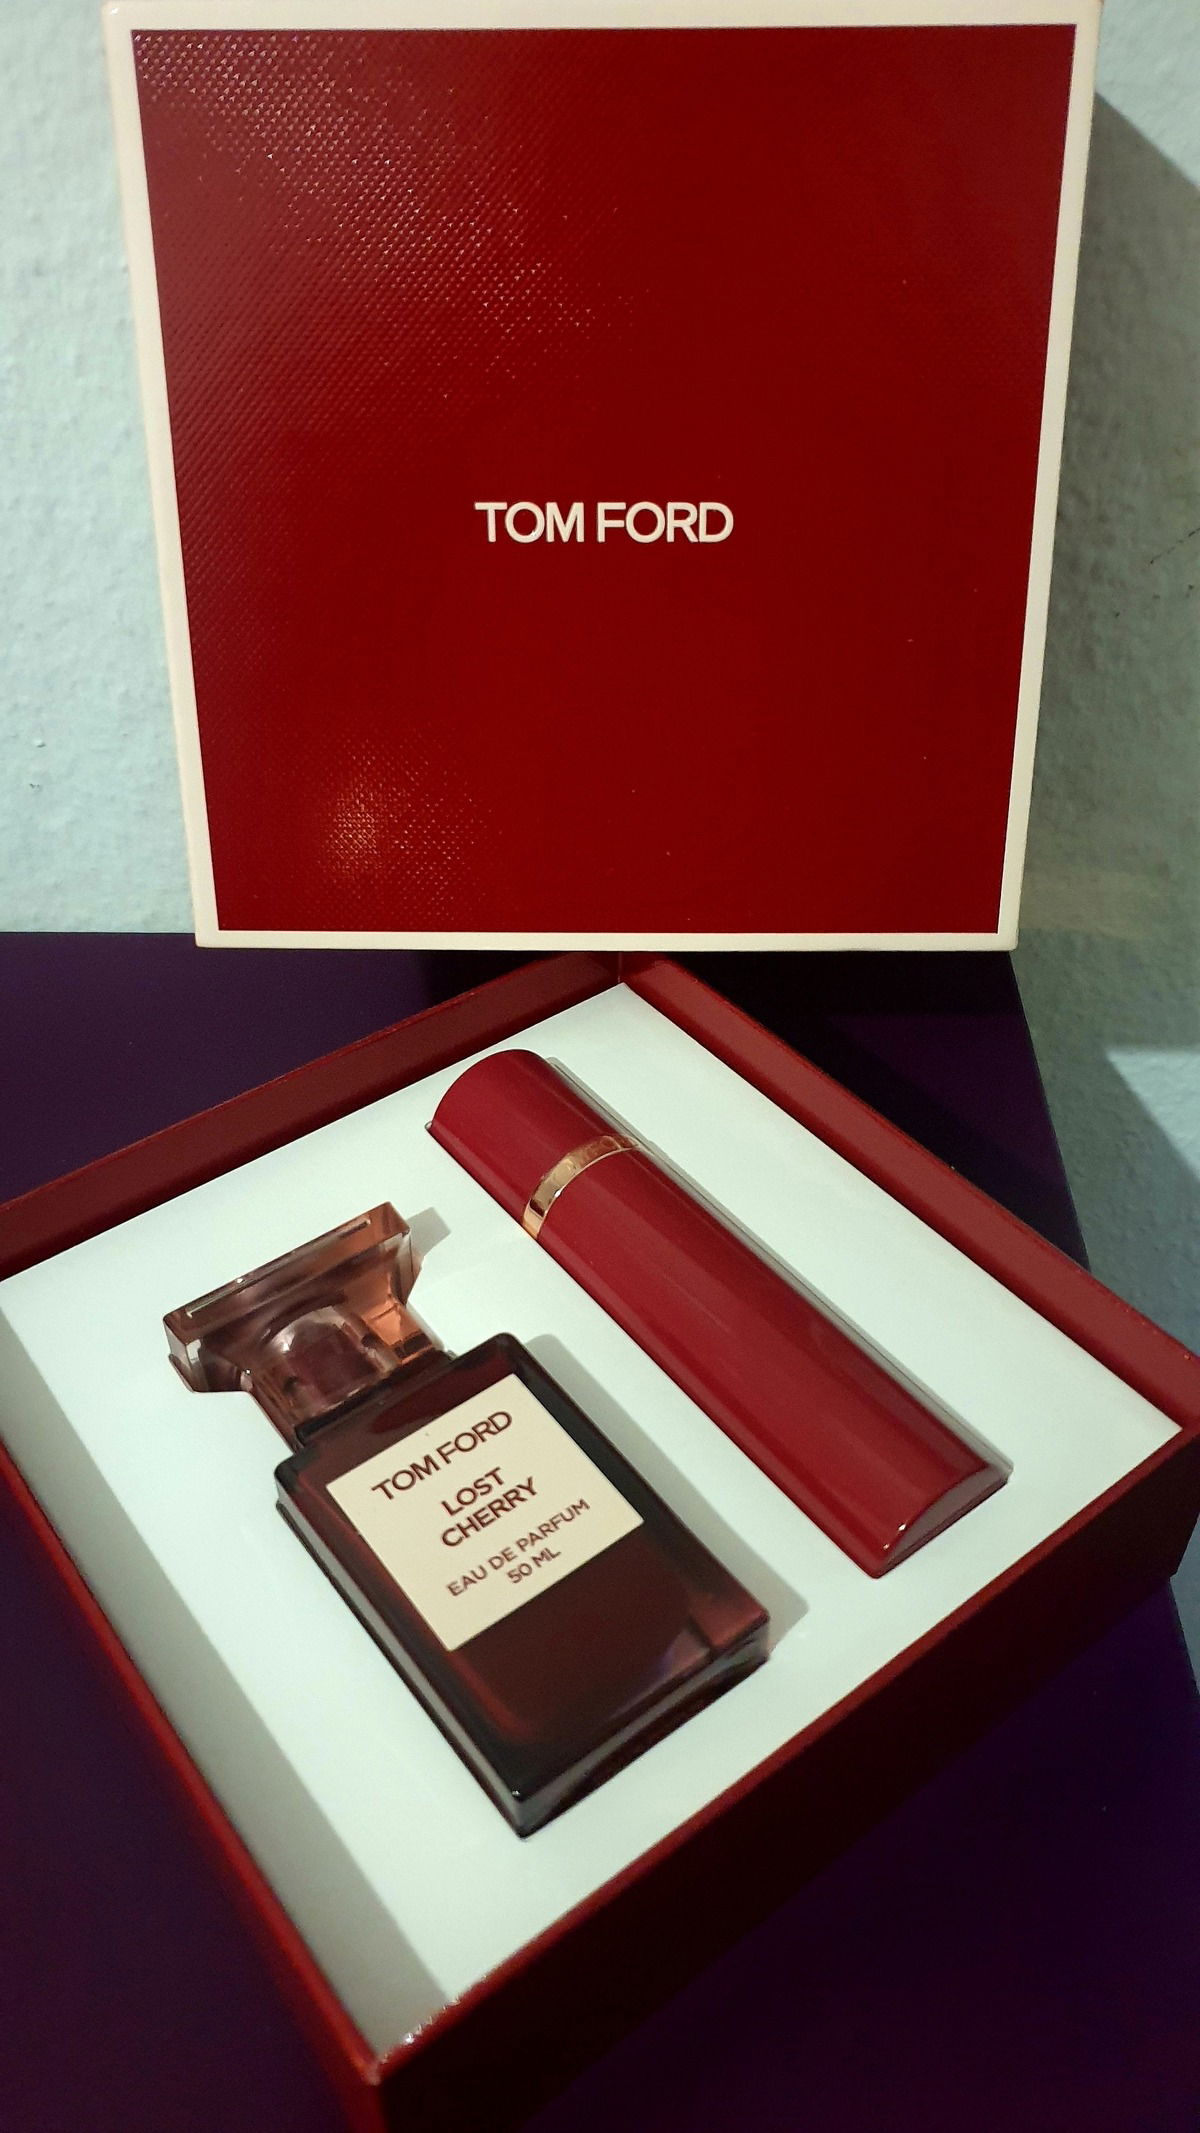 TOM FORD
TOM FORD
LOST
CHERRY
EAU DE PARFUM
50 ML